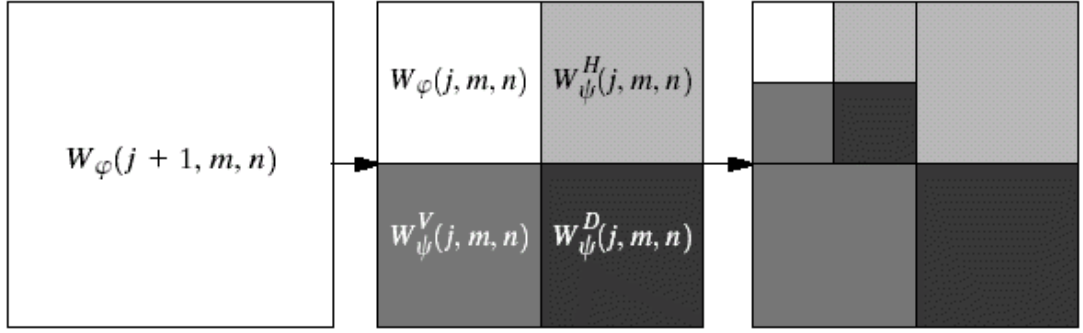 W_φ(j + 1, m, n)
W_φ(j, m, n)
W_ψ^H(j, m, n)
W_ψ^V(j, m, n)
W_ψ^D(j, m, n)